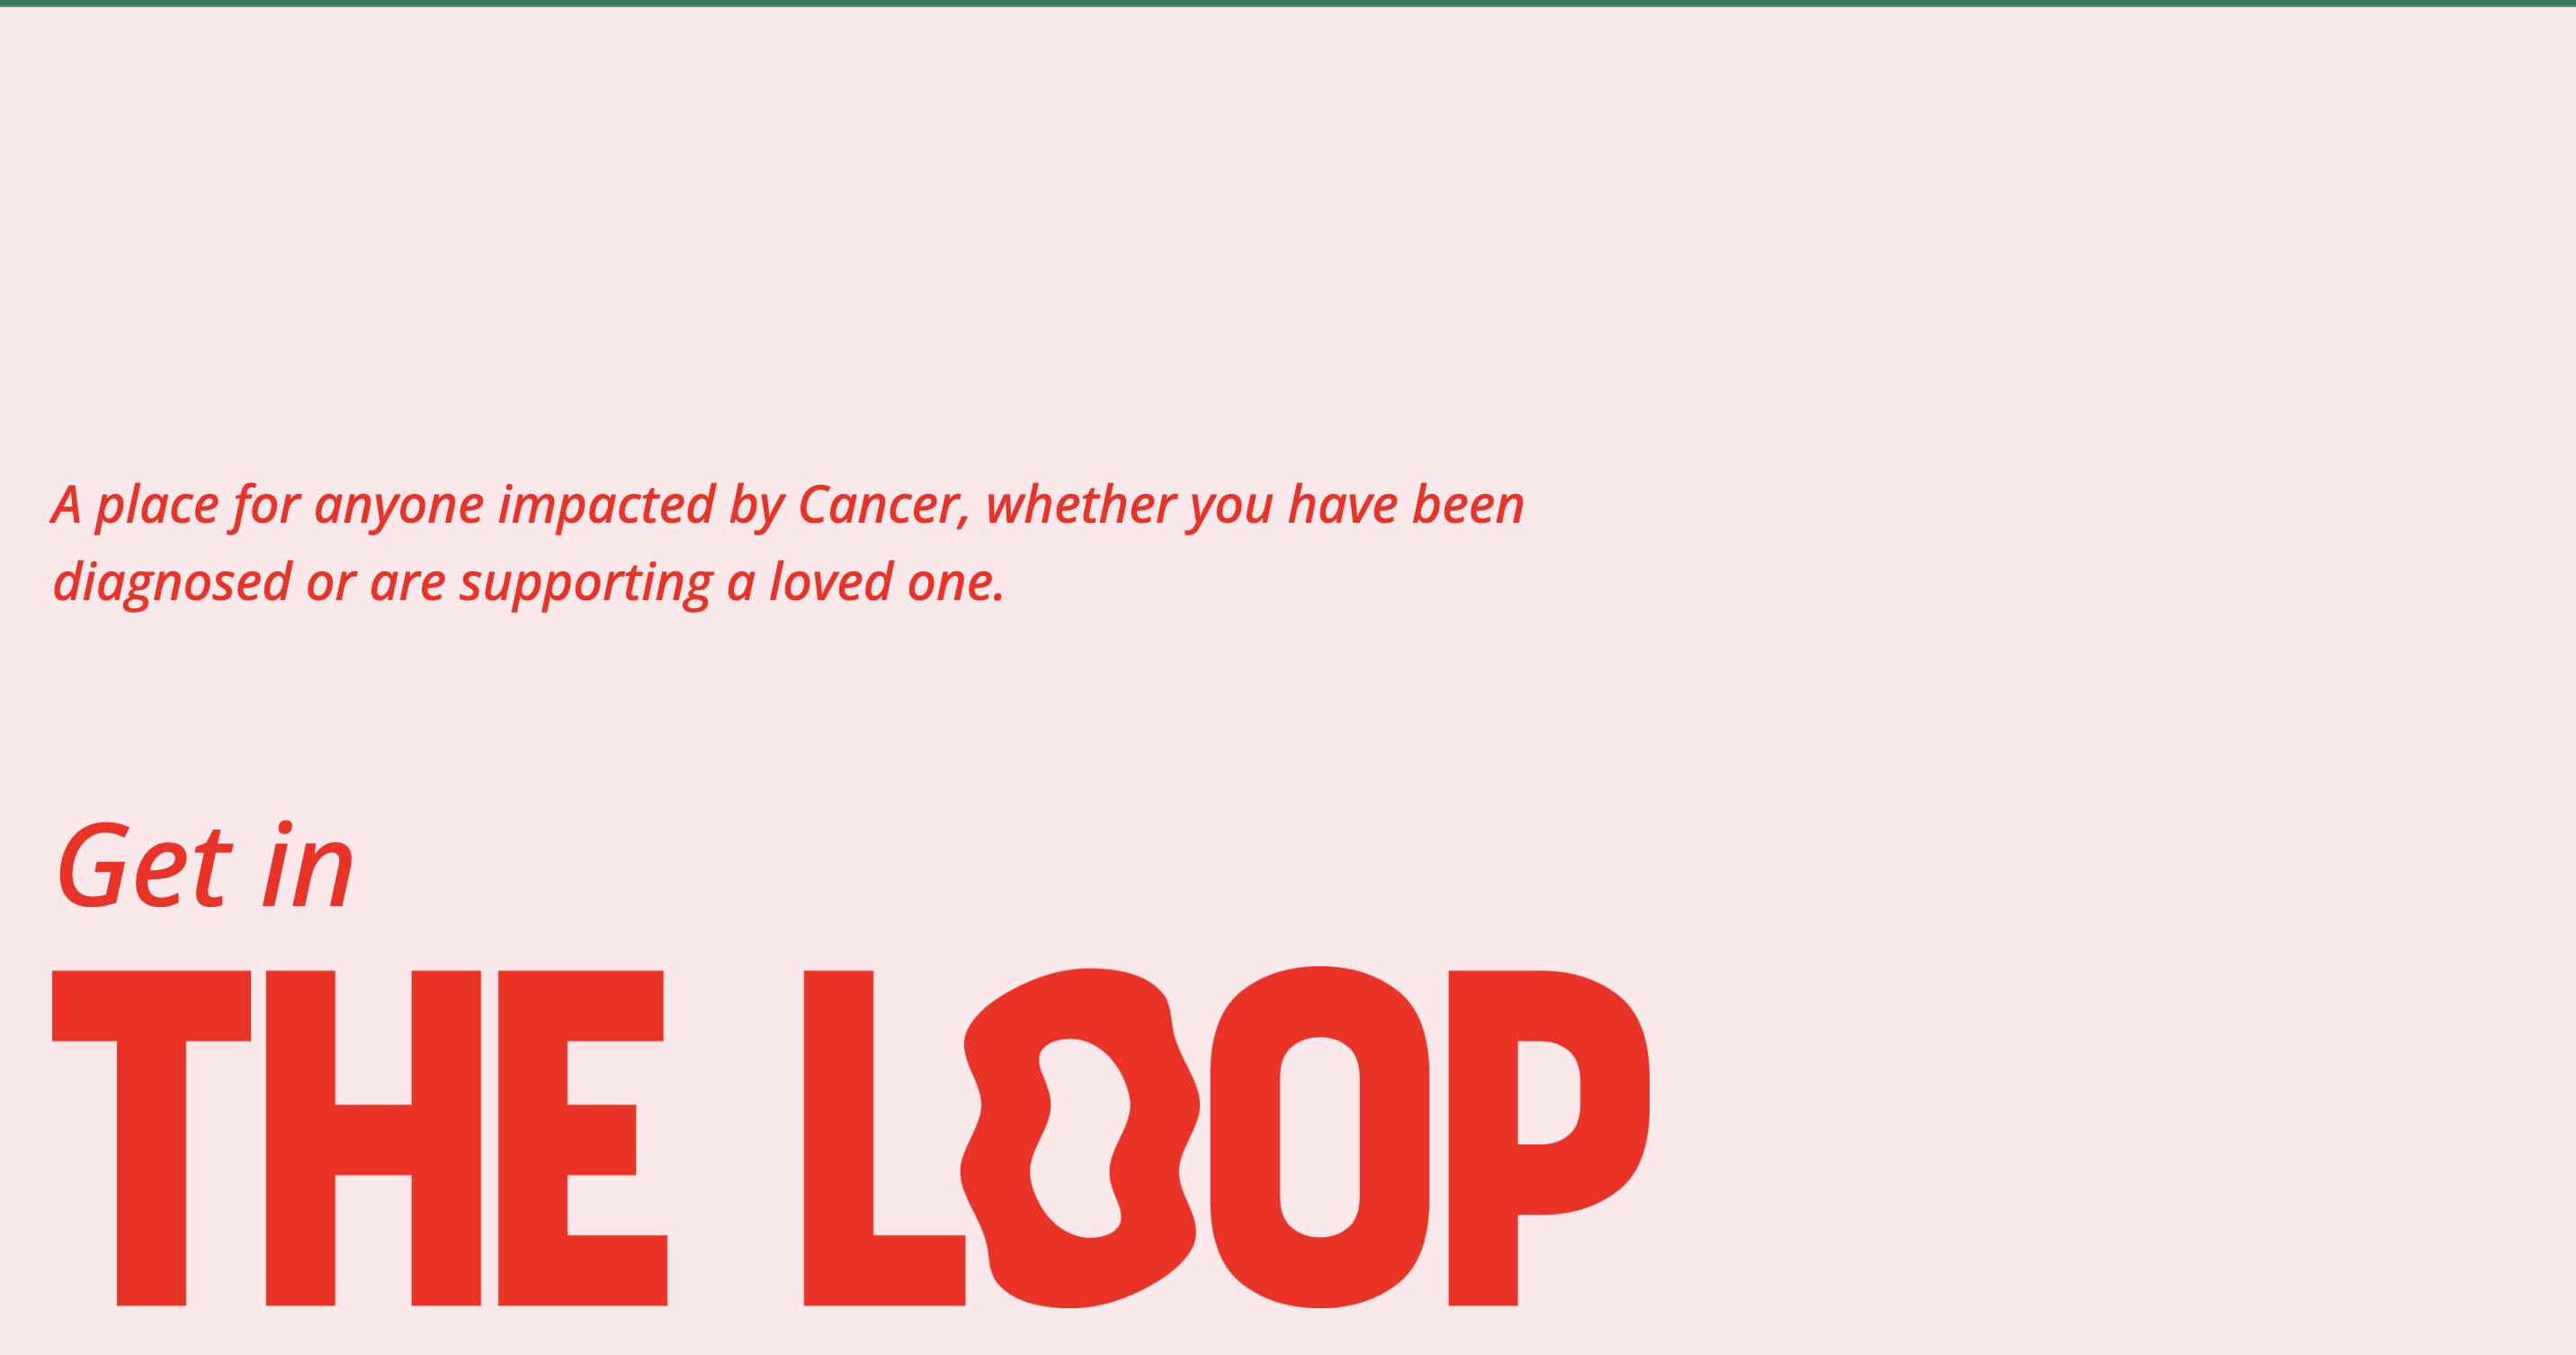 A place for anyone impacted by Cancer, whether you have been
diagnosed or are supporting a loved one.
Get in
THE LOOP